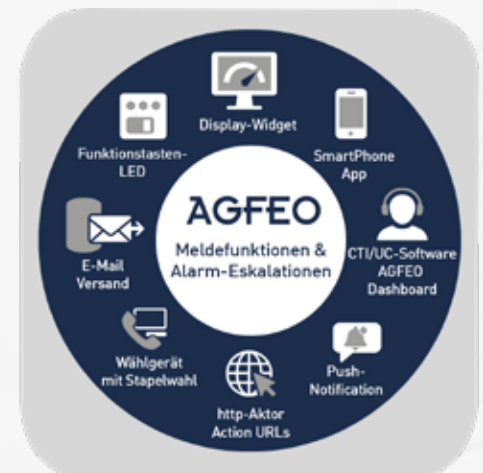 Display-Widget
SmartPhone
App
CTI/UC-Software
AGFEO
Dashboard
Push-
Notification
http-Aktor
Action URLs
Wählgerät
mit Stapelwahl
E-Mail
Versand
Funktionstasten-
LED
AGFEO
Meldefunktionen &
Alarm-Eskalationen